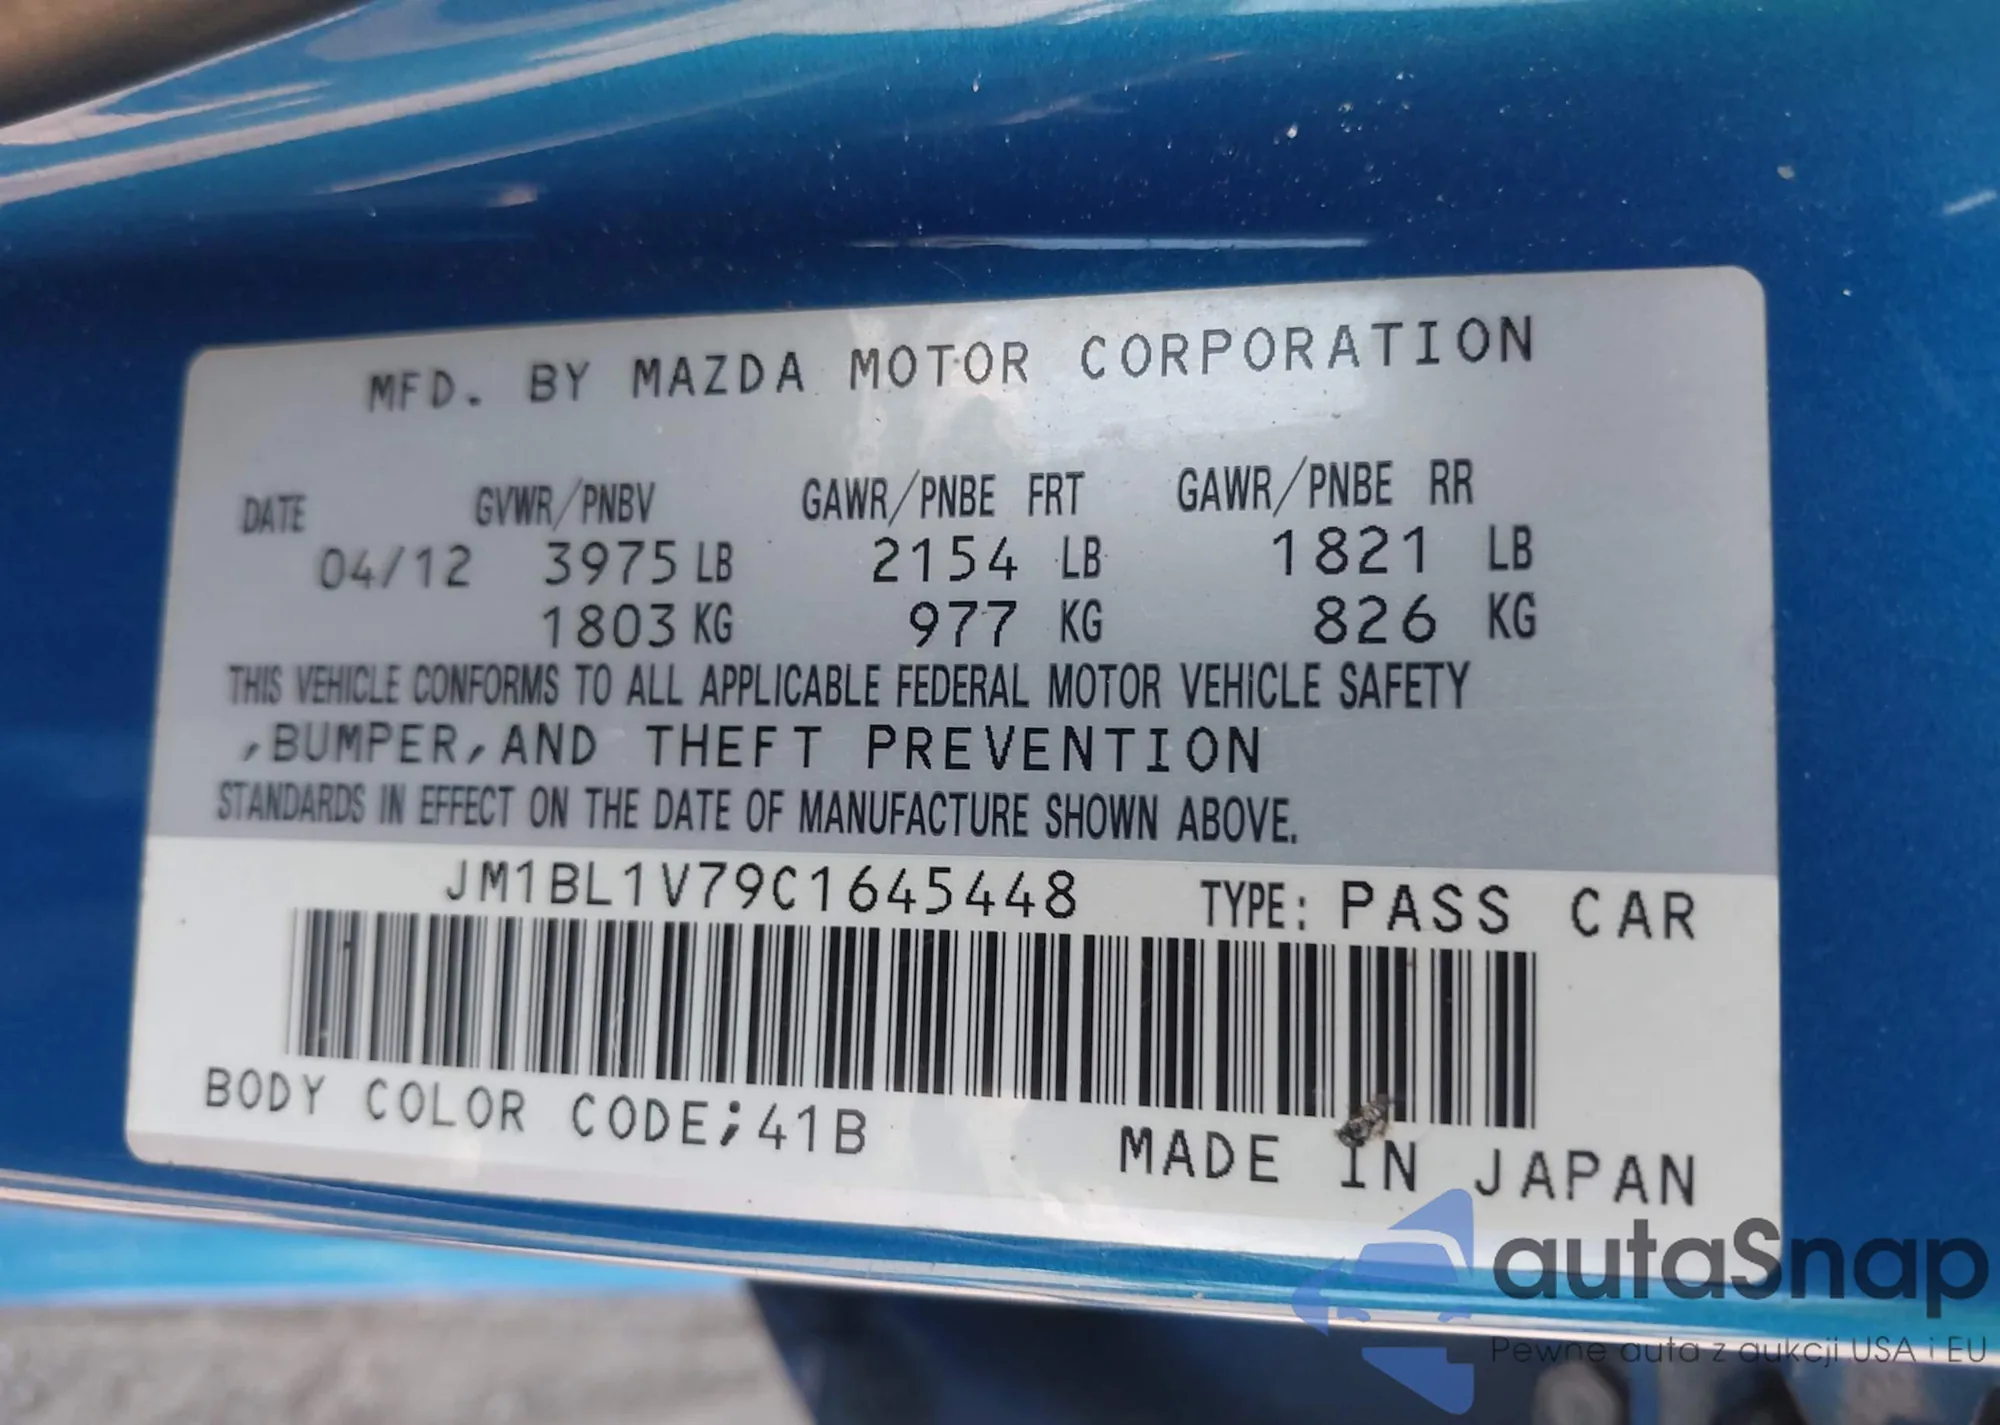 MFD. BY MAZDA MOTOR CORPORATION
DATE GVWR/PNBV GAWR/PNBE FRT GAWR/PNBE RR
04/12 3975 LB 2154 LB 1821 LB
1803 KG 977 KG 826 KG
THIS VEHICLE CONFORMS TO ALL APPLICABLE FEDERAL MOTOR VEHICLE SAFETY
,BUMPER,AND THEFT PREVENTION
STANDARDS IN EFFECT ON THE DATE OF MANUFACTURE SHOWN ABOVE.
JM1BL1V79C1645448 TYPE: PASS CAR
BODY COLOR CODE;41B
MADE IN JAPAN
autaSnap
Pewne auta z aukcji USA i EU